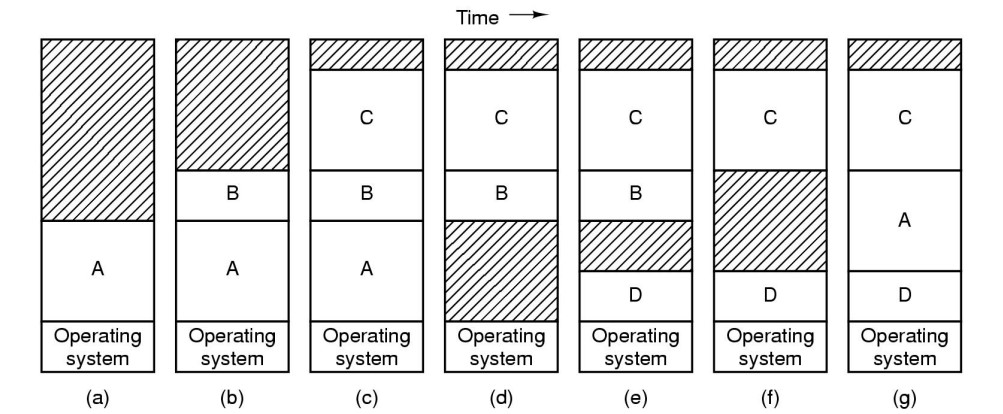 Time
C C C C C
B B B B
A
A A A
D D D
Operating system Operating system Operating system Operating system Operating system Operating system Operating system
(a) (b) (c) (d) (e) (f) (g)